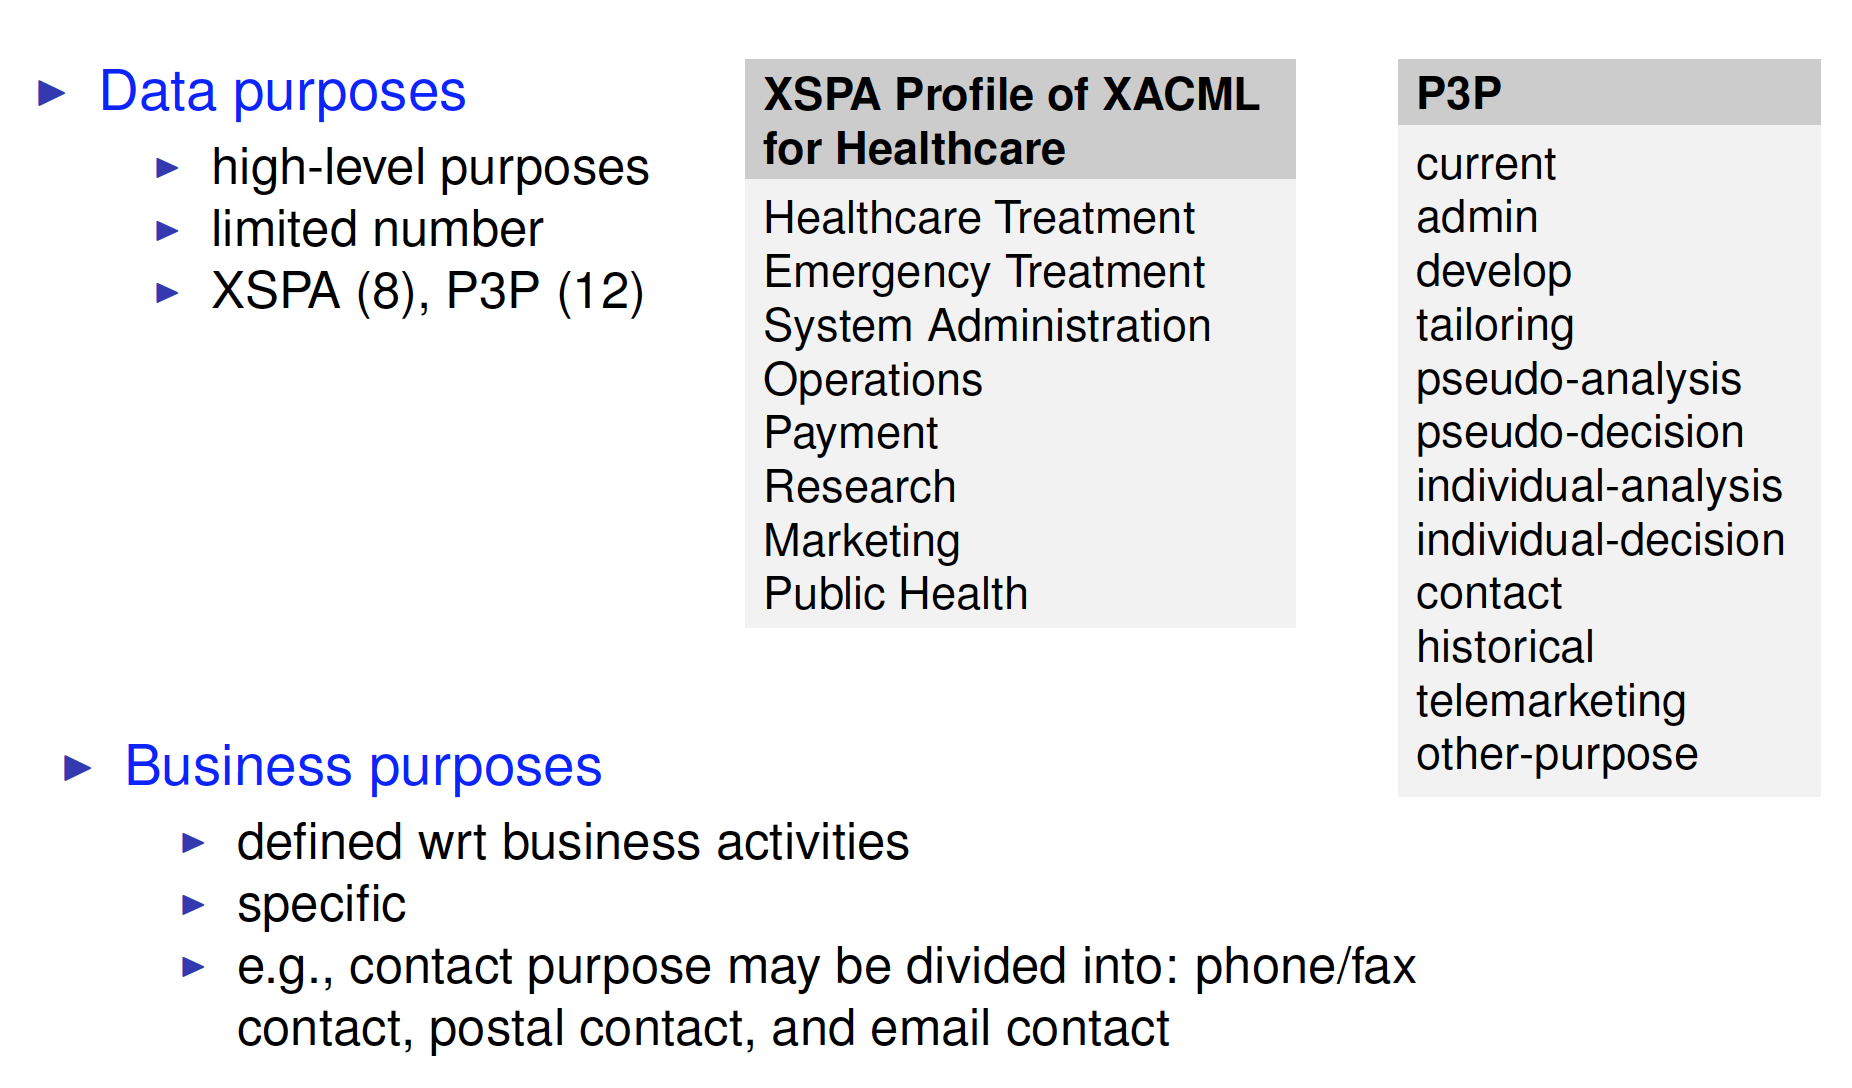 Data purposes
high-level purposes
limited number
XSPA (8), P3P (12)
XSPA Profile of XACML
for Healthcare
Healthcare Treatment
Emergency Treatment
System Administration
Operations
Payment
Research
Marketing
Public Health
P3P
current
admin
develop
tailoring
pseudo-analysis
pseudo-decision
individual-analysis
individual-decision
contact
historical
telemarketing
other-purpose
Business purposes
defined wrt business activities
specific
e.g., contact purpose may be divided into: phone/fax
contact, postal contact, and email contact